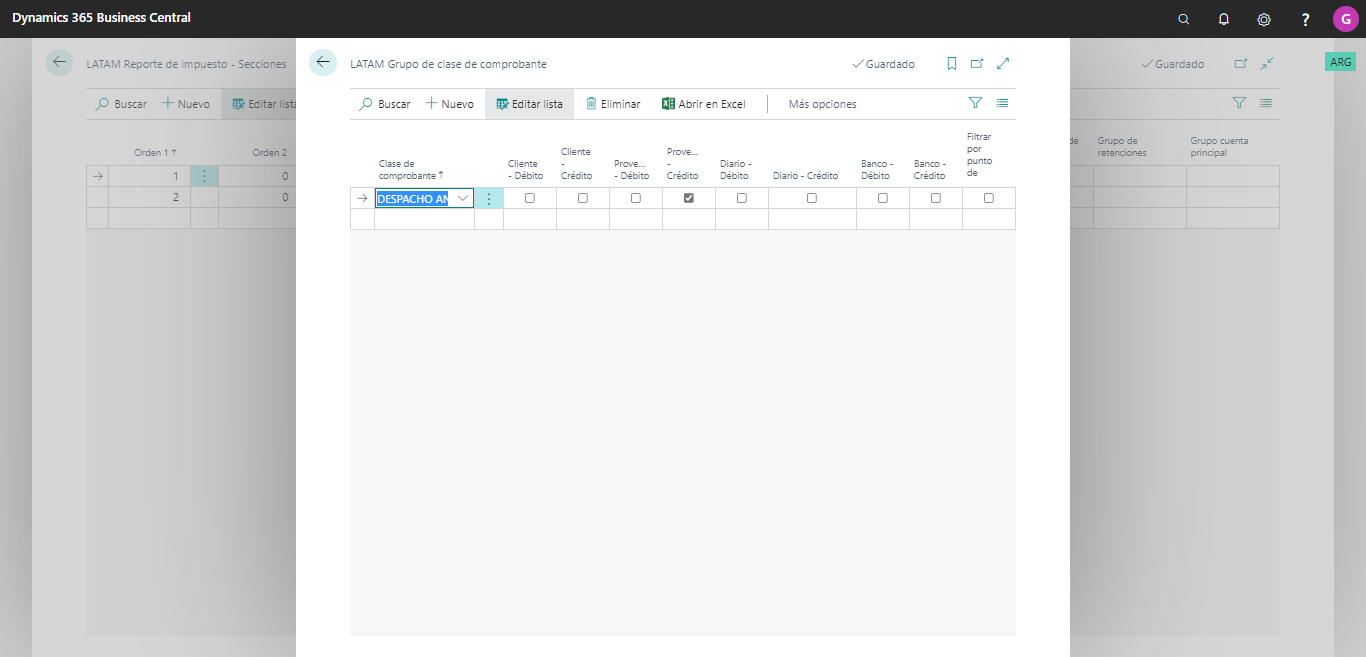 Dynamics 365 Business Central
?
G
LATAM Reporte de impuesto - Secciones
Buscar
Nuevo
Editar lista
Orden 1↑
Orden 2
1
0
2
0
LATAM Grupo de clase de comprobante
Guardado
Buscar
Nuevo
Editar lista
Eliminar
Abrir en Excel
Más opciones
Clase de
comprobante ↑
Cliente
- Débito
Cliente
-
Crédito
Prove...
- Débito
Prove...
-
Crédito
Diario -
Débito
Diario - Crédito
Banco -
Débito
Banco -
Crédito
Filtrar
por
punto
de
DESPACHO AN
Guardado
ARG
de
Grupo de
retenciones
Grupo cuenta
principal